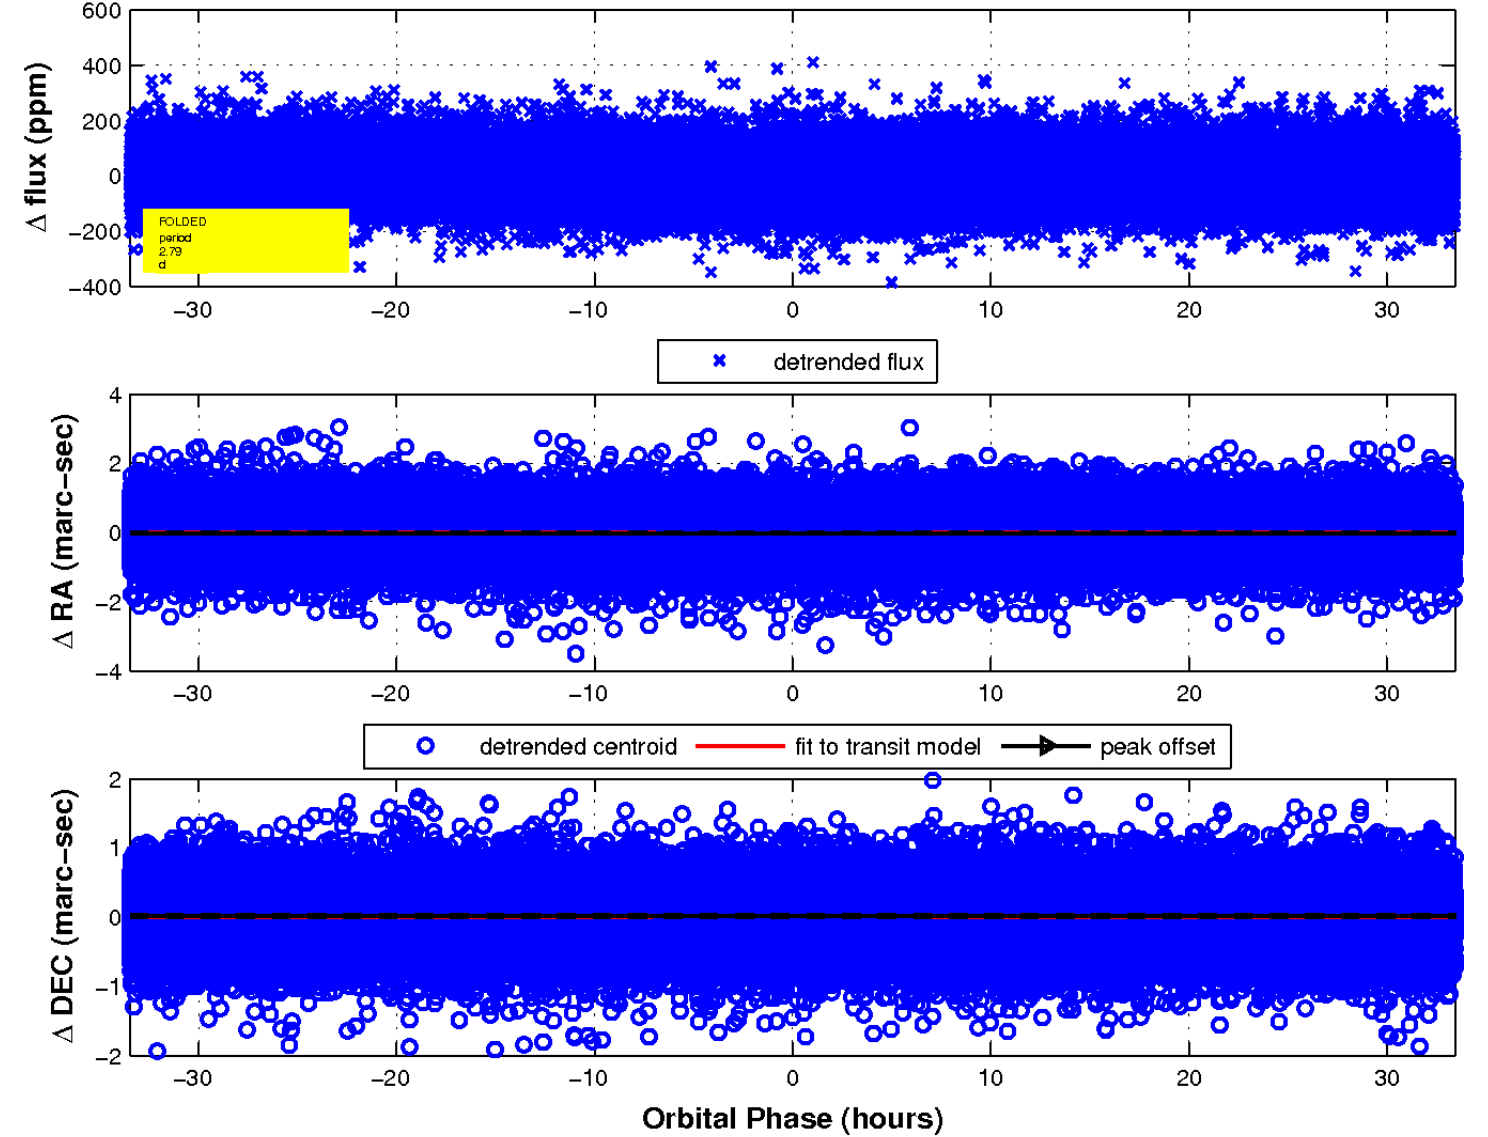 600
400
200
0
−200
−400
Δ flux (ppm)
FOLDED
period
2.79
d
−30 −20 −10 0 10 20 30
detrended flux
4
2
0
−2
−4
Δ RA (marc−sec)
−30 −20 −10 0 10 20 30
detrended centroid fit to transit model peak offset
2
1
0
−1
−2
Δ DEC (marc−sec)
−30 −20 −10 0 10 20 30
Orbital Phase (hours)